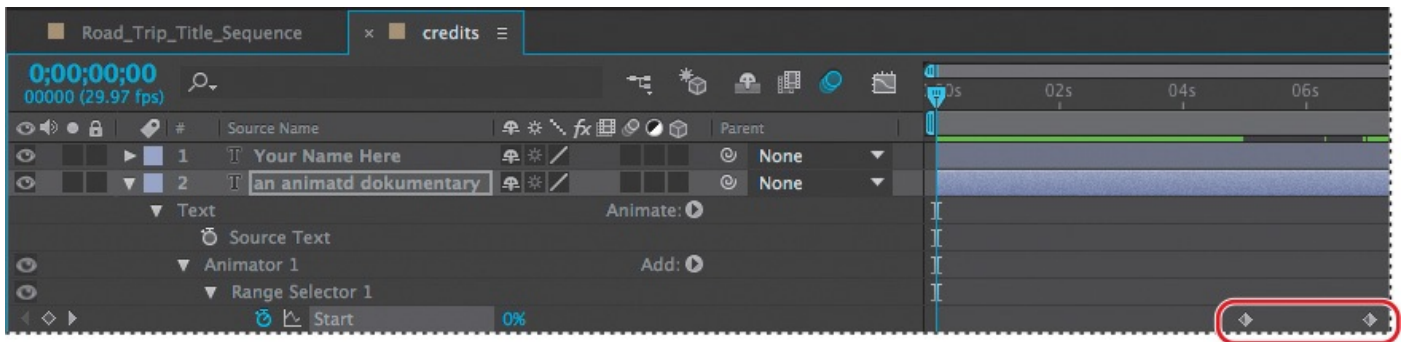 Road_Trip_Title_Sequence × credits
0;00;00;00
00000 (29.97 fps)
02s 04s 06s
# Source Name fx Parent
1 T Your Name Here None
2 T an animatd dokumentary None
Text Animate:
Source Text
Animator 1 Add:
Range Selector 1
Start 0%